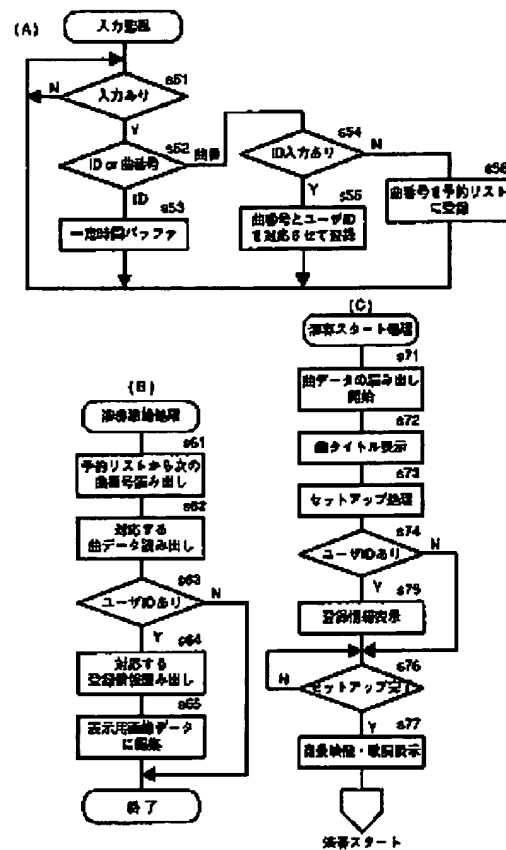 (A)
入力監視
s51
入力あり
N
Y
s52
ID or 曲番号
曲番
ID
s53
一定時間バッファ
s54
ID入力あり
N
Y
s55
曲番号とユーザID
を対応させて登録
s56
曲番号を予約リスト
に登録
(B)
演奏準備処理
s61
予約リストから次の
曲番号読み出し
s62
対応する
曲データ読み出し
s63
ユーザIDあり
N
Y
s64
対応する
登録情報読み出し
s65
表示用画像データ
に編集
終了
(C)
演奏スタート処理
s71
曲データの読み出し
開始
s72
曲タイトル表示
s73
セットアップ処理
s74
ユーザIDあり
N
Y
s75
登録情報表示
s76
セットアップ完了
N
Y
s77
背景映像・歌詞表示
演奏スタート